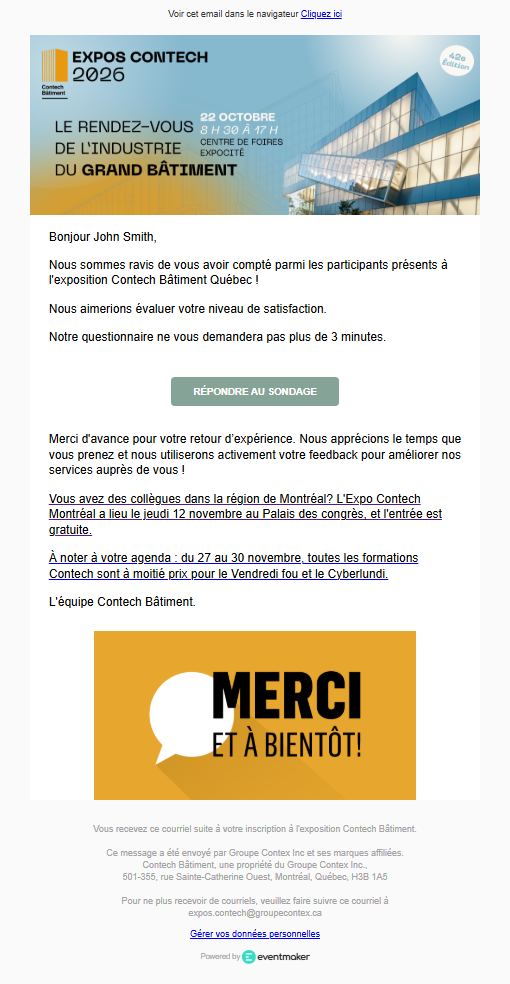 Voir cet email dans le navigateur Cliquez ici
EXPOS CONTECH
2026
Contech
Bâtiment
42e
Édition
22 OCTOBRE
8 H 30 À 17 H
CENTRE DE FOIRES
EXPOCITÉ
LE RENDEZ-VOUS
DE L'INDUSTRIE
DU GRAND BÂTIMENT
Bonjour John Smith,
Nous sommes ravis de vous avoir compté parmi les participants présents à
l'exposition Contech Bâtiment Québec !
Nous aimerions évaluer votre niveau de satisfaction.
Notre questionnaire ne vous demandera pas plus de 3 minutes.
RÉPONDRE AU SONDAGE
Merci d'avance pour votre retour d'expérience. Nous apprécions le temps que
vous prenez et nous utiliserons activement votre feedback pour améliorer nos
services auprès de vous !
Vous avez des collègues dans la région de Montréal? L'Expo Contech
Montréal a lieu le jeudi 12 novembre au Palais des congrès, et l'entrée est
gratuite.
À noter à votre agenda : du 27 au 30 novembre, toutes les formations
Contech sont à moitié prix pour le Vendredi fou et le Cyberlundi.
L'équipe Contech Bâtiment.
MERCI
ET À BIENTÔT!
Vous recevez ce courriel suite à votre inscription à l'exposition Contech Bâtiment.
Ce message a été envoyé par Groupe Contex Inc et ses marques affiliées.
Contech Bâtiment, une propriété du Groupe Contex Inc.,
501-355, rue Sainte-Catherine Ouest, Montréal, Québec, H3B 1A5
Pour ne plus recevoir de courriels, veuillez faire suivre ce courriel à
expos.contech@groupecontex.ca
Gérer vos données personnelles
Powered by eventmaker